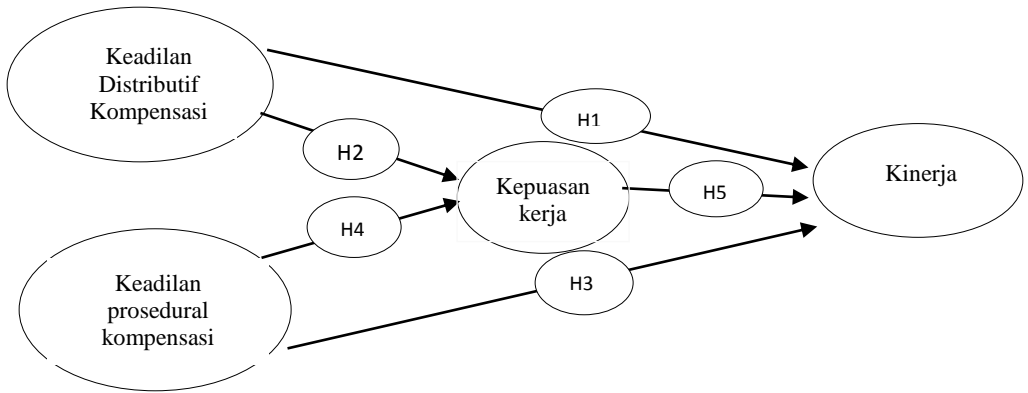 Keadilan
Distributif
Kompensasi
H1
H2
Kepuasan
kerja
H5
Kinerja
H4
H3
Keadilan
prosedural
kompensasi